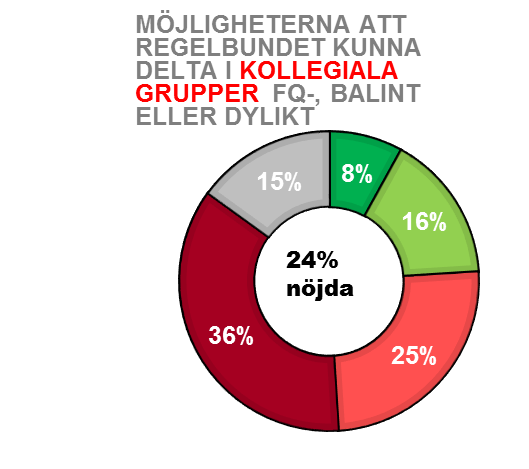 MÖJLIGHETERNA ATT
REGELBUNDET KUNNA
DELTA I KOLLEGIALA
GRUPPER FQ-, BALINT
ELLER DYLIKT
15%
8%
16%
24%
nöjda
36%
25%